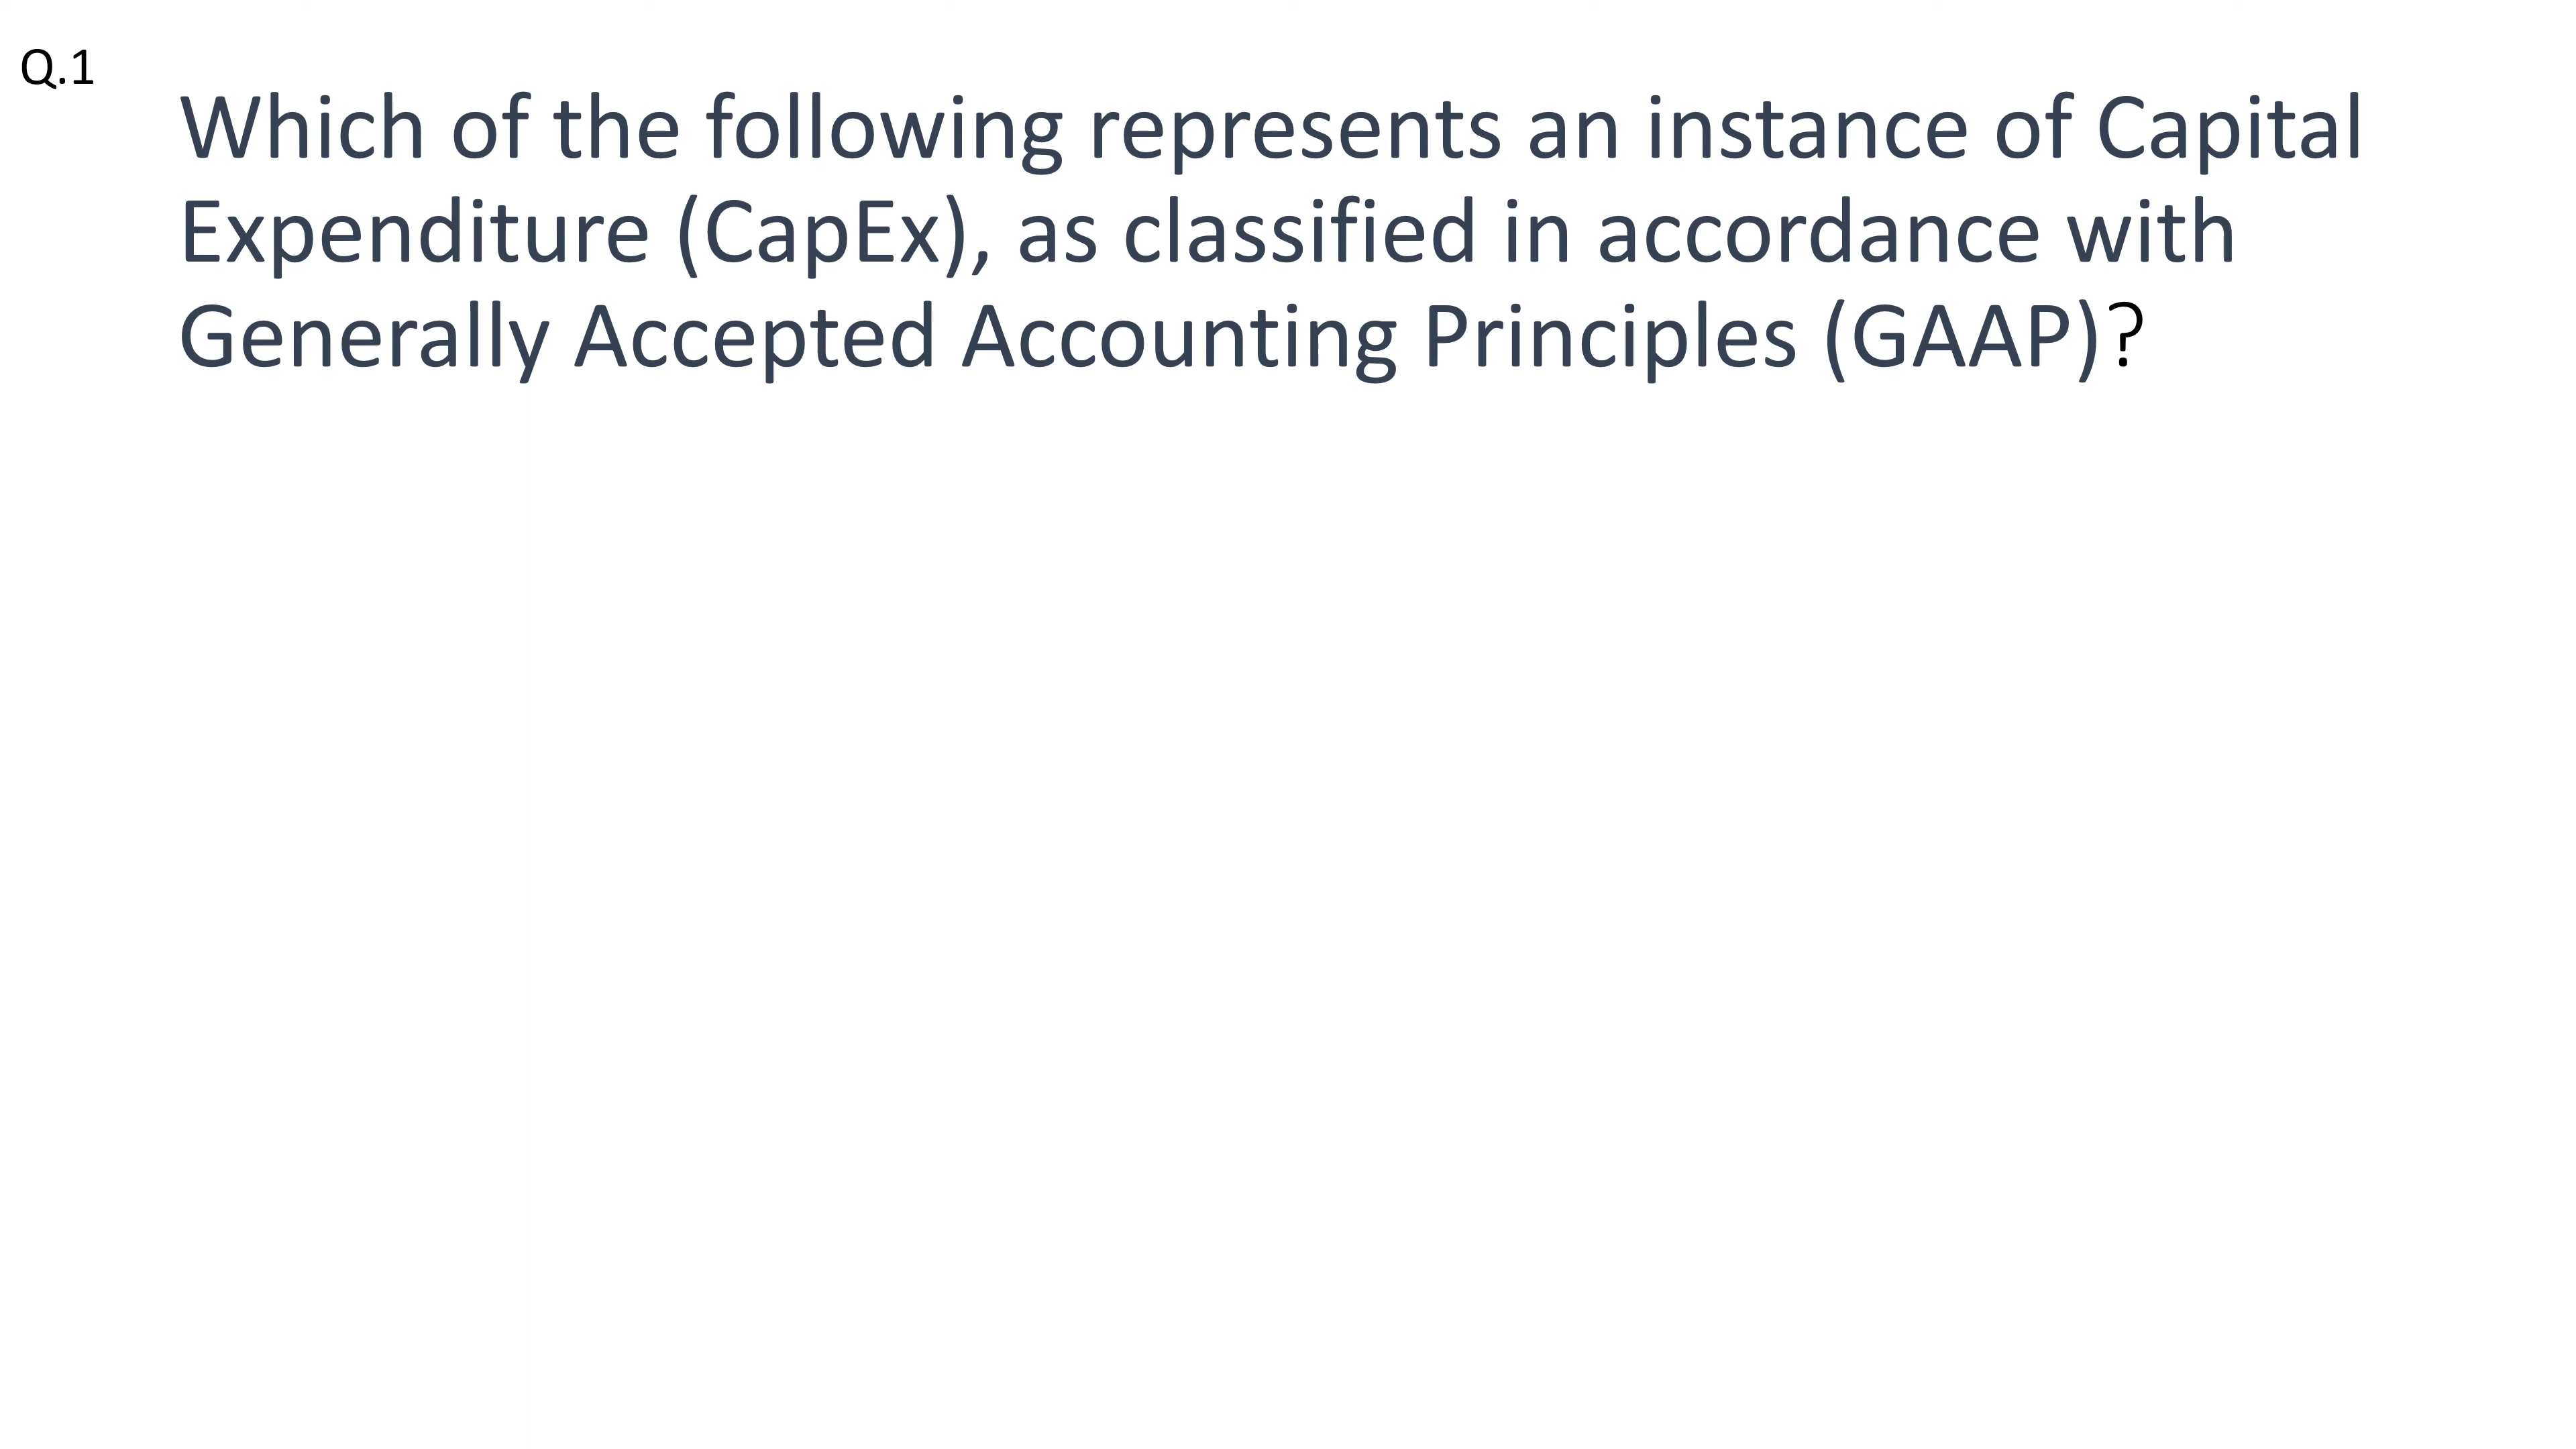 Q.1
Which of the following represents an instance of Capital
Expenditure (CapEx), as classified in accordance with
Generally Accepted Accounting Principles (GAAP)?